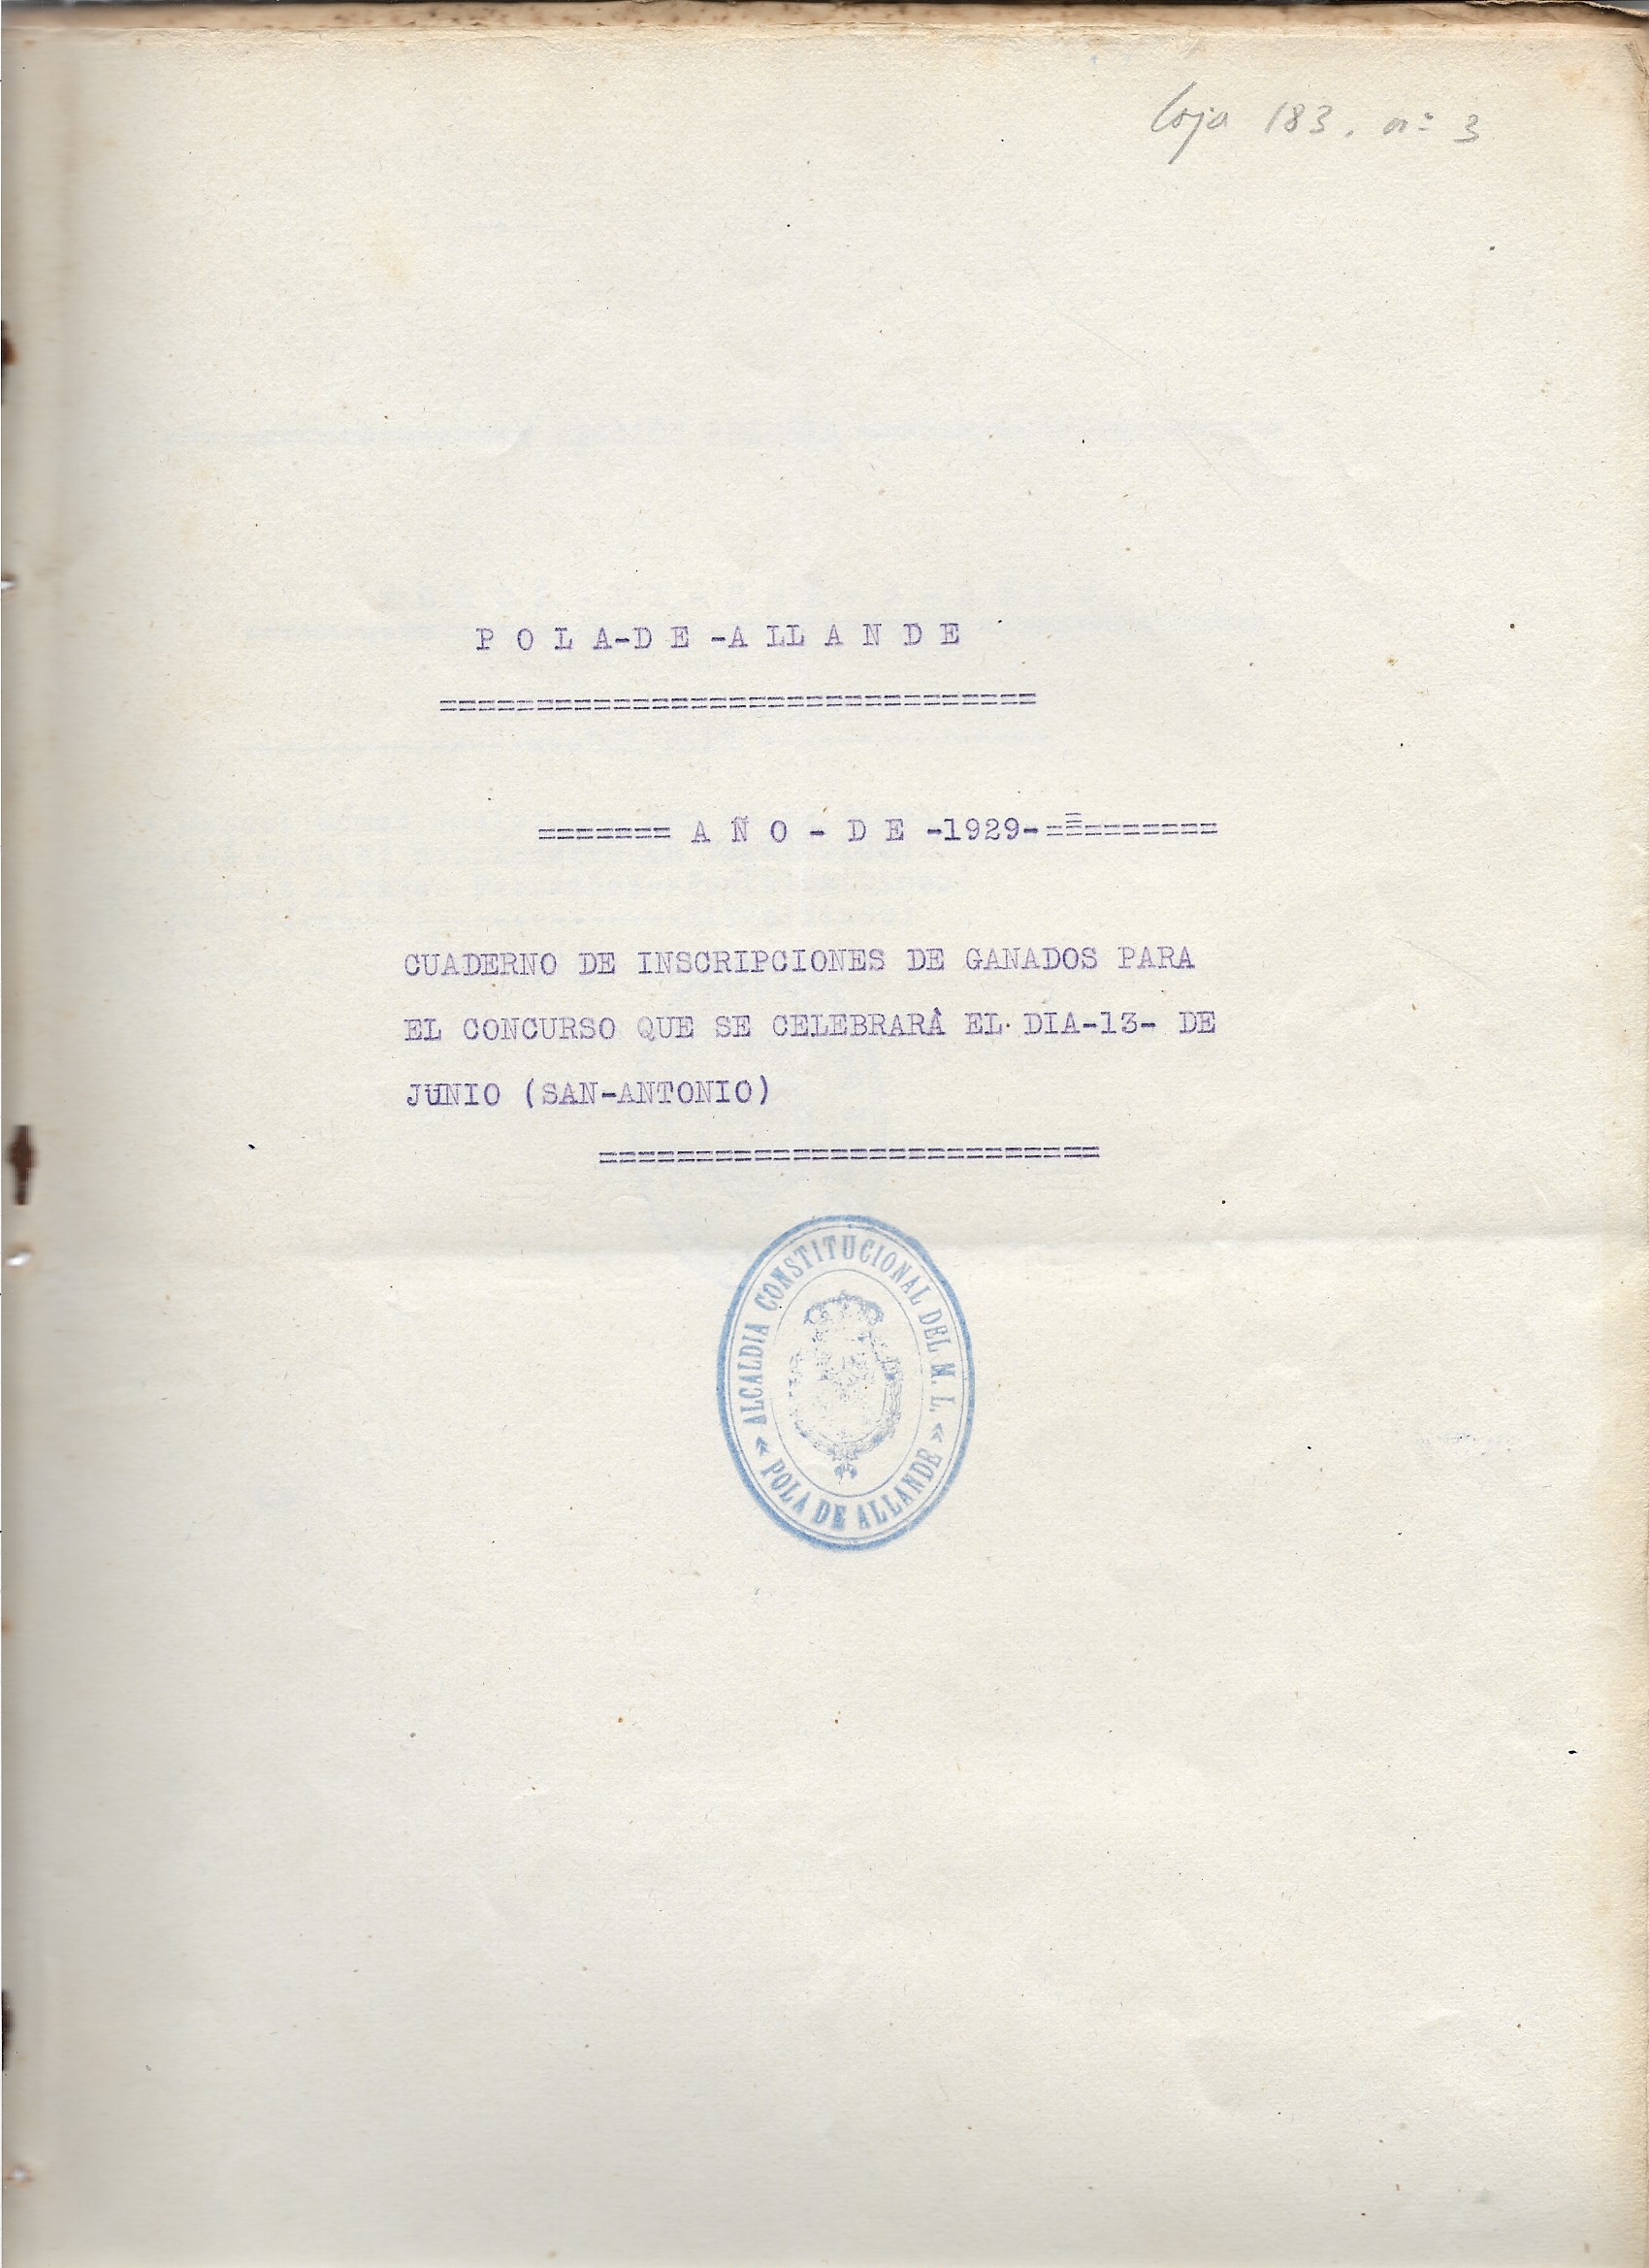 Caja 183. nº 3
P O L A-D E -A LL A N D E
===============================
======= A Ñ O - D E -1929-=========
CUADERNO DE INSCRIPCIONES DE GANADOS PARA
EL CONCURSO QUE SE CELEBRARÁ EL DIA-13- DE
JUNIO (SAN-ANTONIO)
==========================
ALCALDIA CONSTITUCIONAL DEL M. I.
POLA DE ALLANDE